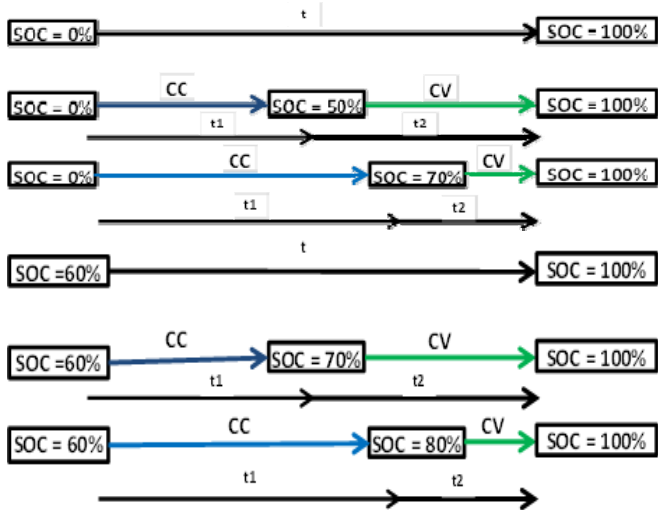 t
SOC = 0% SOC = 100%
CC CV
SOC = 0% SOC = 50% SOC = 100%
t1 t2
CC CV
SOC = 0% SOC = 70% SOC = 100%
t1 t2
t
SOC =60% SOC = 100%
CC CV
SOC =60% SOC = 70% SOC = 100%
t1 t2
CC CV
SOC = 60% SOC = 80% SOC = 100%
t1 t2